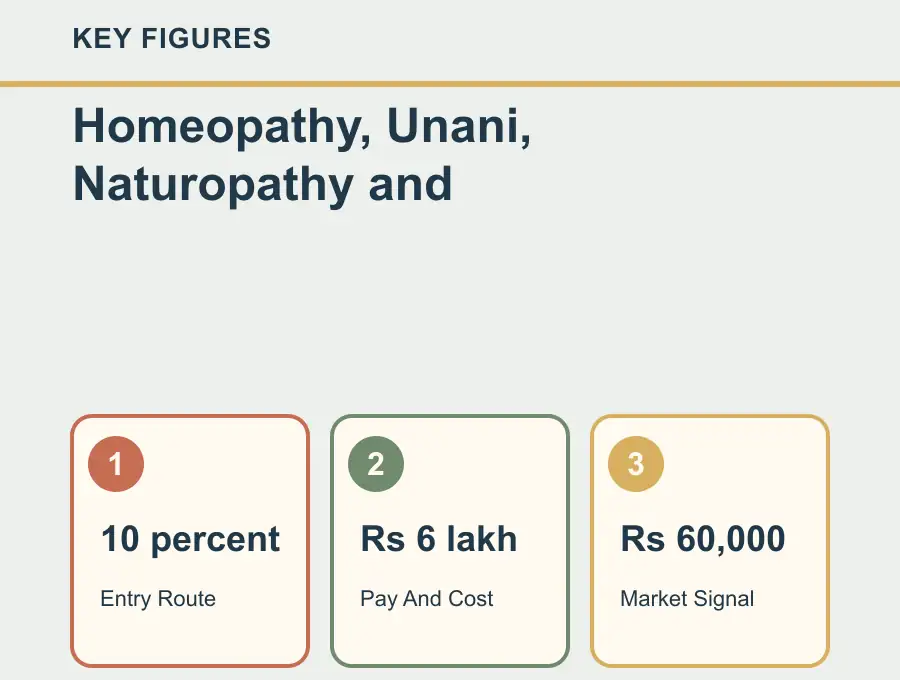 KEY FIGURES
Homeopathy, Unani,
Naturopathy and
1
10 percent
Entry Route
2
Rs 6 lakh
Pay And Cost
3
Rs 60,000
Market Signal